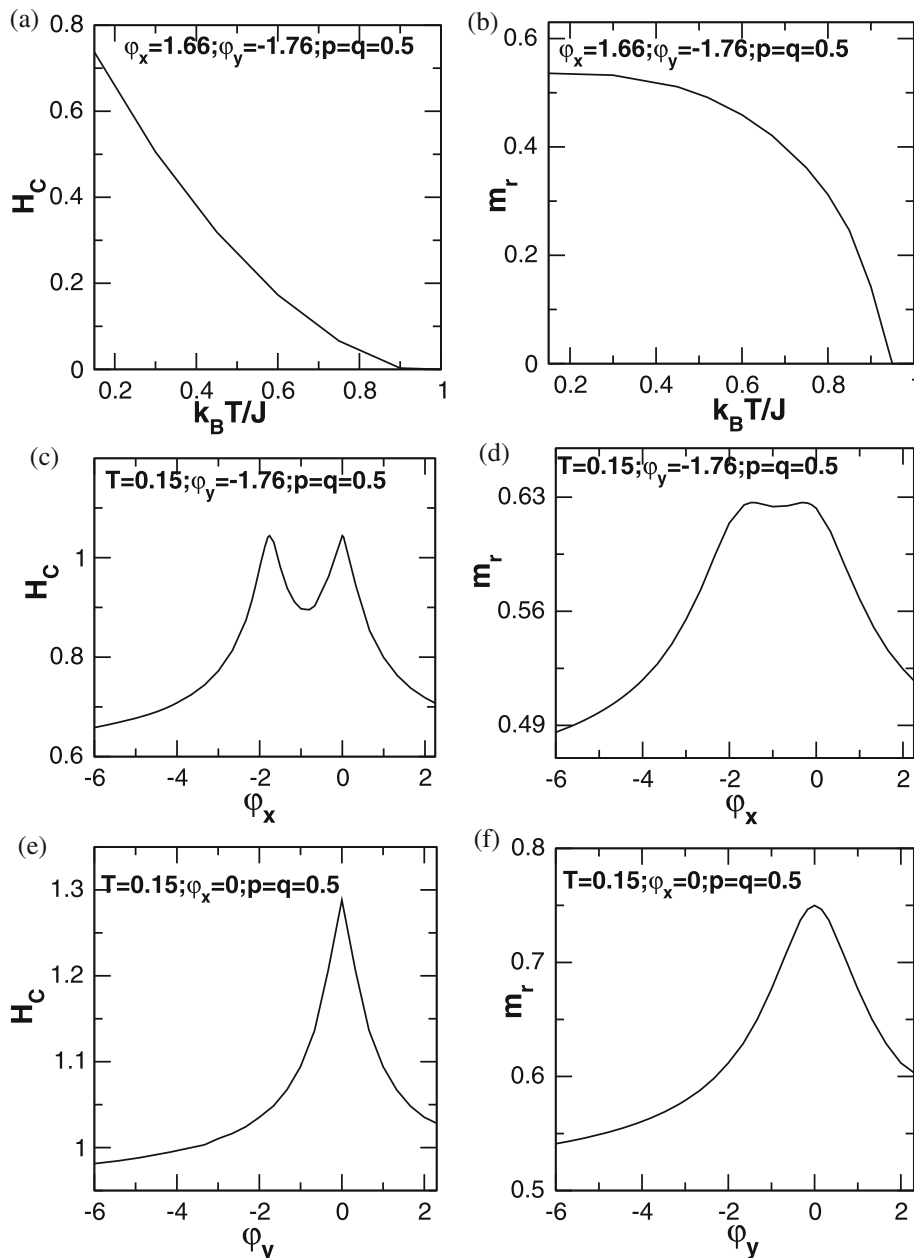 (a)
φx=1.66;φy=-1.76;p=q=0.5
0.8
0.6
0.4
0.2
0
HC
0.2 0.4 0.6 0.8 1
kBT/J
(b)
φx=1.66;φy=-1.76;p=q=0.5
0.6
0.4
0.2
0
mr
0.2 0.4 0.6 0.8 1
kBT/J
(c)
T=0.15;φy=-1.76;p=q=0.5
1
0.8
0.6
HC
-6 -4 -2 0 2
φx
(d)
T=0.15;φy=-1.76;p=q=0.5
0.63
0.56
0.49
mr
-6 -4 -2 0 2
φx
(e)
T=0.15;φx=0;p=q=0.5
1.3
1.2
1.1
1
HC
-6 -4 -2 0 2
φy
(f)
T=0.15;φx=0;p=q=0.5
0.8
0.7
0.6
0.5
mr
-6 -4 -2 0 2
φy